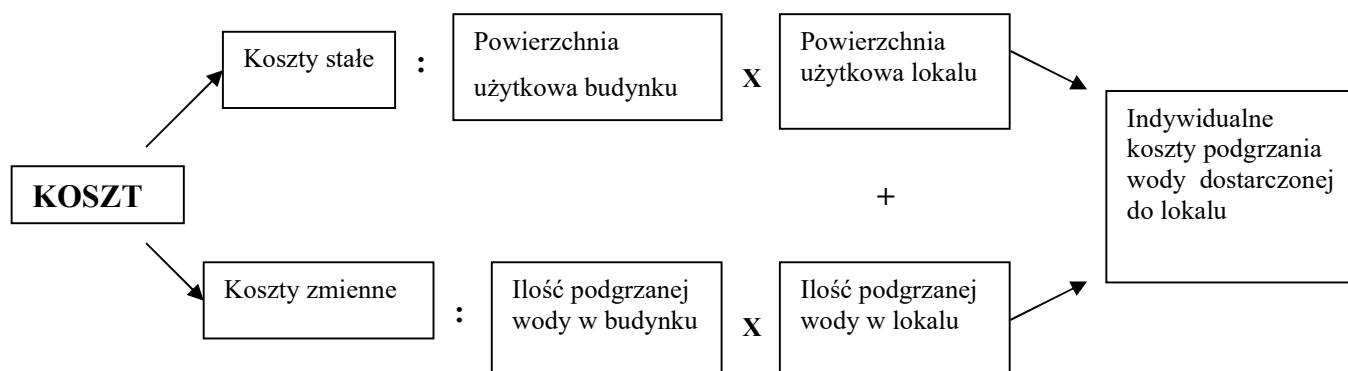 Koszty stałe
:
Powierzchnia
użytkowa budynku
X
Powierzchnia
użytkowa lokalu
Indywidualne
koszty podgrzania
wody dostarczonej
do lokalu
KOSZT
+
Koszty zmienne
:
Ilość podgrzanej
wody w budynku
X
Ilość podgrzanej
wody w lokalu